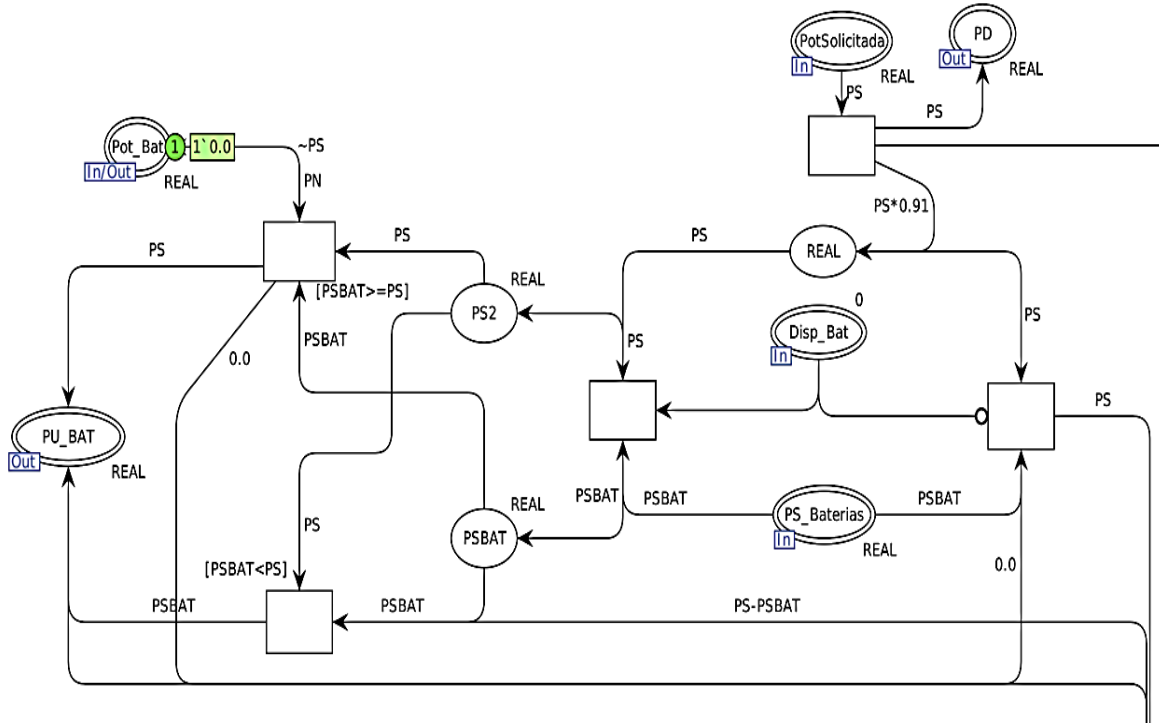 PotSolicitada
In
REAL
PD
Out
REAL
PS
PS
Pot_Bat
1
1`0.0
In/Out
REAL
~PS
PN
PS*0.91
PS
PS
PS
REAL
[PSBAT>=PS]
REAL
PS2
0
Disp_Bat
In
PS
PS
PSBAT
0.0
PS
PU_BAT
Out
REAL
PS
REAL
PSBAT
PSBAT
PSBAT
PS_Baterias
In
REAL
PSBAT
0.0
[PSBAT<PS]
PSBAT
PSBAT
PS-PSBAT